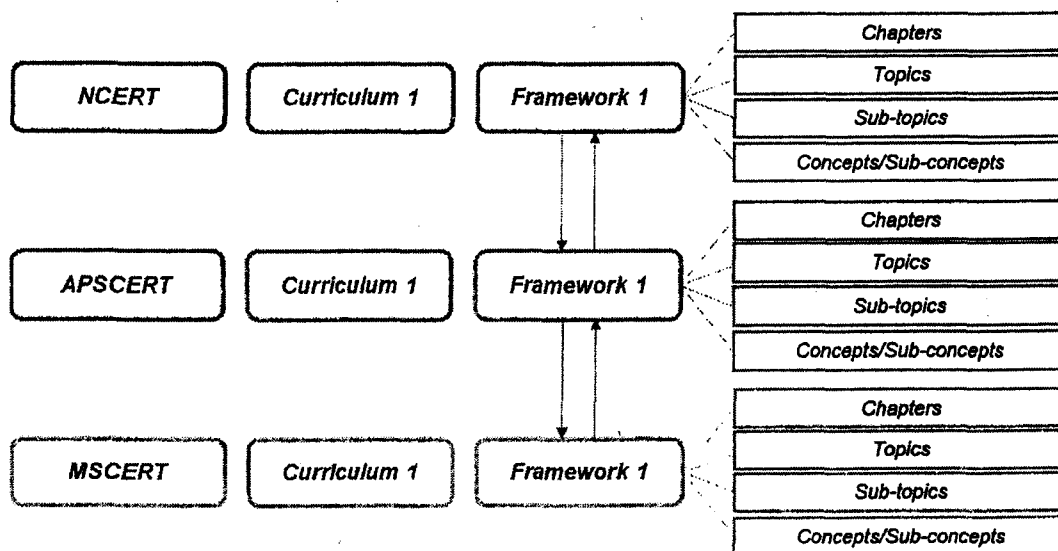 Chapters
Topics
NCERT Curriculum 1 Framework 1
Sub-topics
Concepts/Sub-concepts
Chapters
Topics
APSCERT Curriculum 1 Framework 1
Sub-topics
Concepts/Sub-concepts
Chapters
Topics
MSCERT Curriculum 1 Framework 1
Sub-topics
Concepts/Sub-concepts